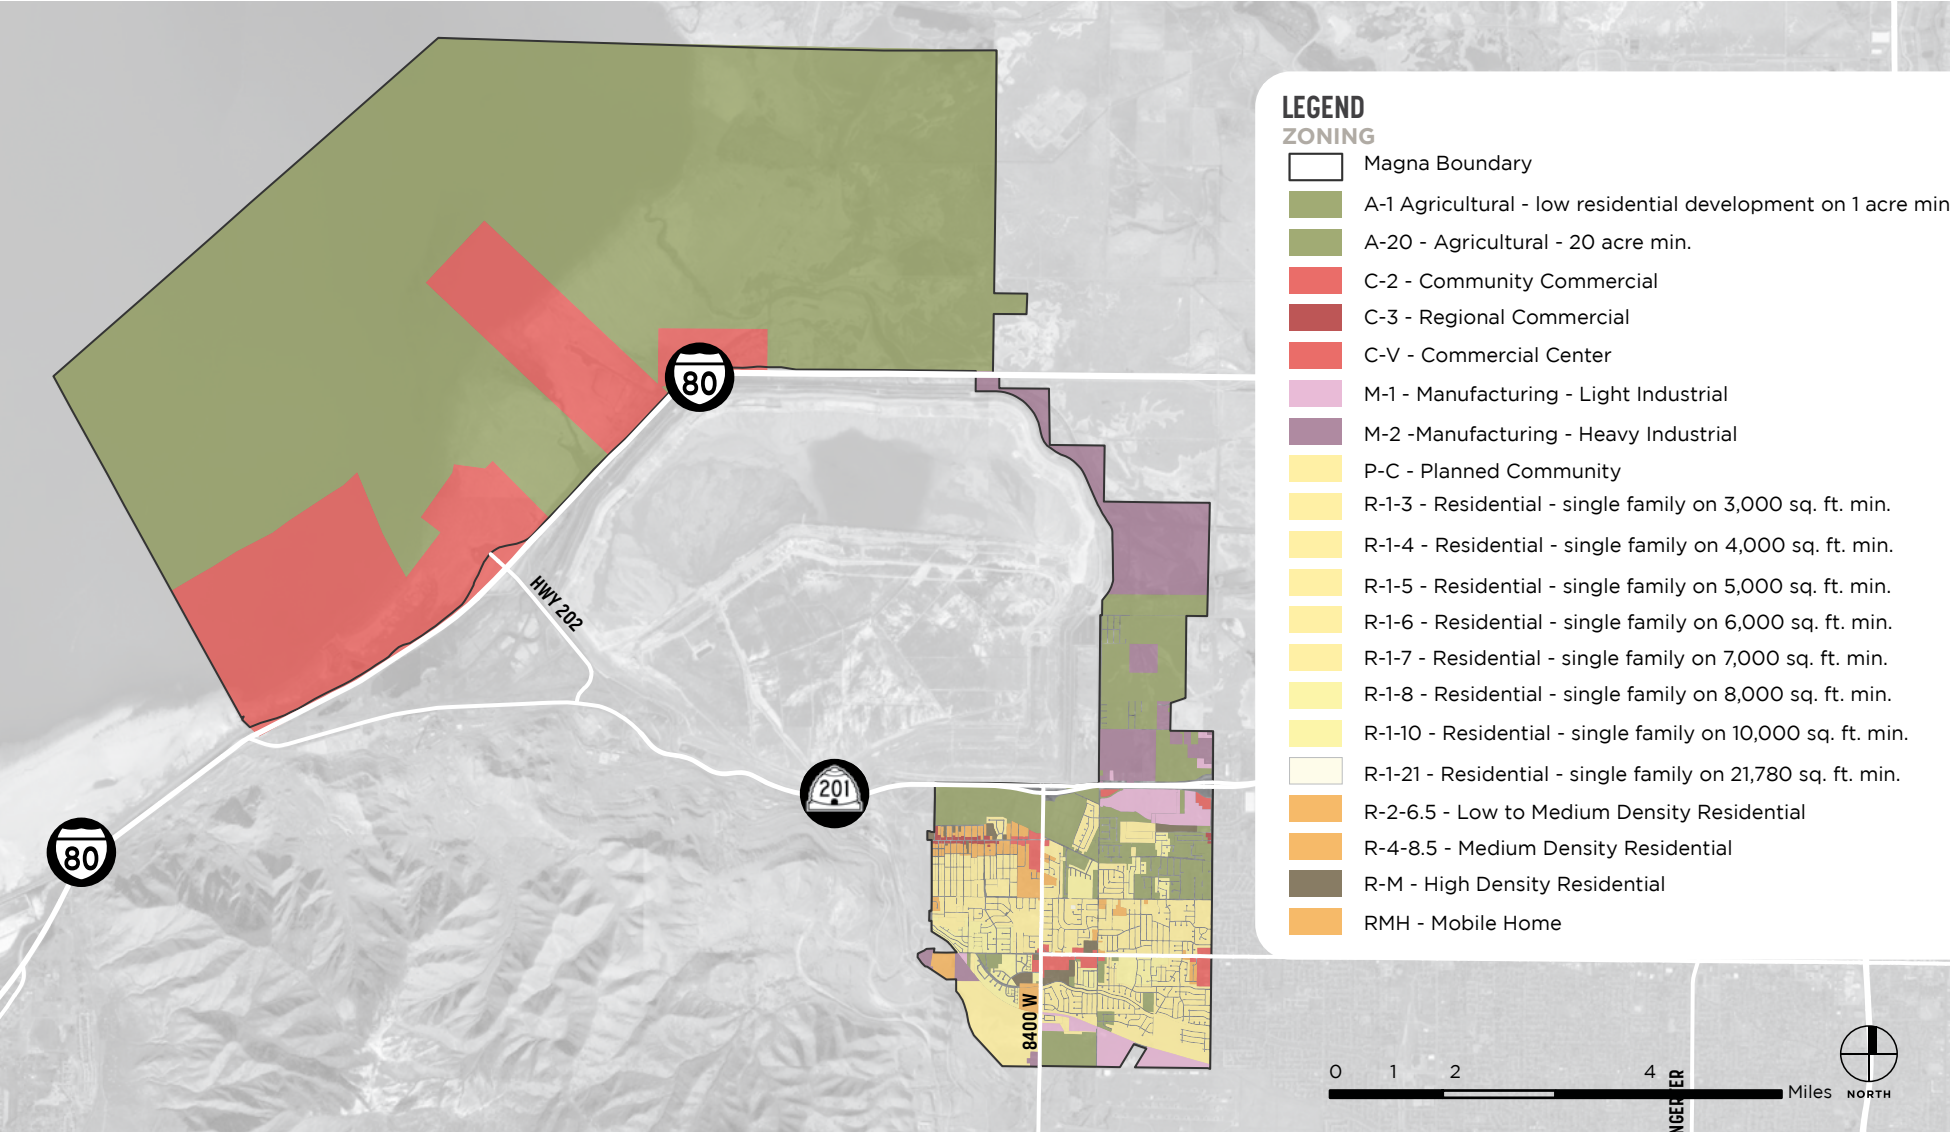 LEGEND
ZONING
Magna Boundary
A-1 Agricultural - low residential development on 1 acre min
A-20 - Agricultural - 20 acre min.
C-2 - Community Commercial
C-3 - Regional Commercial
C-V - Commercial Center
M-1 - Manufacturing - Light Industrial
M-2 -Manufacturing - Heavy Industrial
P-C - Planned Community
R-1-3 - Residential - single family on 3,000 sq. ft. min.
R-1-4 - Residential - single family on 4,000 sq. ft. min.
R-1-5 - Residential - single family on 5,000 sq. ft. min.
R-1-6 - Residential - single family on 6,000 sq. ft. min.
R-1-7 - Residential - single family on 7,000 sq. ft. min.
R-1-8 - Residential - single family on 8,000 sq. ft. min.
R-1-10 - Residential - single family on 10,000 sq. ft. min.
R-1-21 - Residential - single family on 21,780 sq. ft. min.
R-2-6.5 - Low to Medium Density Residential
R-4-8.5 - Medium Density Residential
R-M - High Density Residential
RMH - Mobile Home
80
HWY 202
201
80
8400 W
0 1 2 4
Miles
NORTH